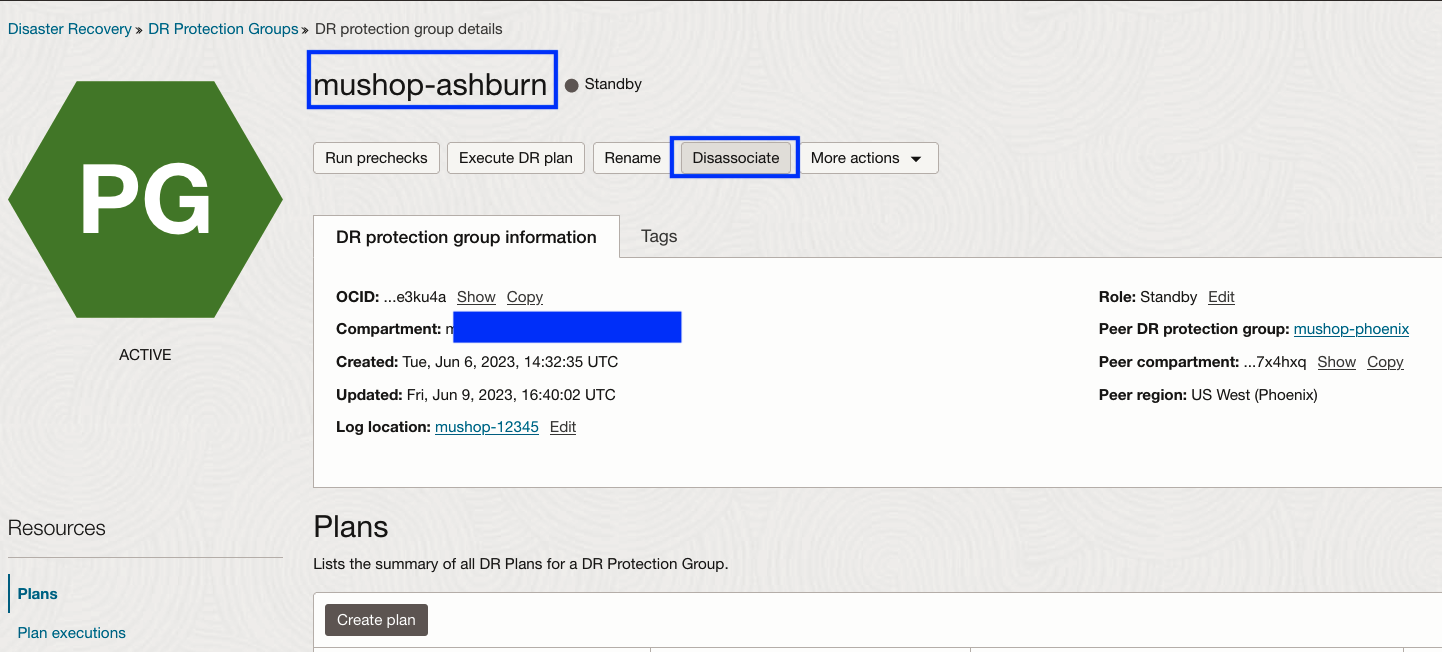 Disaster Recovery » DR Protection Groups » DR protection group details
mushop-ashburn Standby
PG
ACTIVE
Run prechecks Execute DR plan Rename Disassociate More actions
DR protection group information Tags
OCID: ...e3ku4a Show Copy
Compartment:
Created: Tue, Jun 6, 2023, 14:32:35 UTC
Updated: Fri, Jun 9, 2023, 16:40:02 UTC
Log location: mushop-12345 Edit
Role: Standby Edit
Peer DR protection group: mushop-phoenix
Peer compartment: ...7x4hxq Show Copy
Peer region: US West (Phoenix)
Resources
Plans
Plan executions
Plans
Lists the summary of all DR Plans for a DR Protection Group.
Create plan